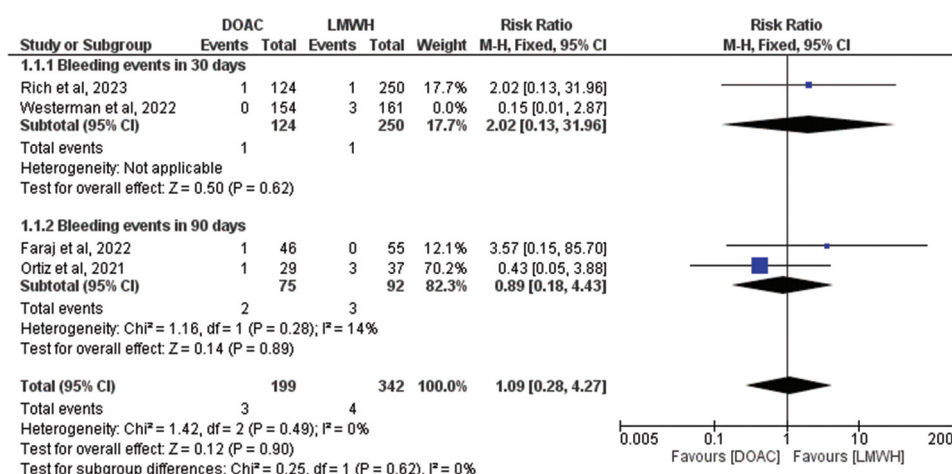 DOAC LMWH Risk Ratio Risk Ratio
Study or Subgroup Events Total Events Total Weight M-H, Fixed, 95% CI M-H, Fixed, 95% CI
1.1.1 Bleeding events in 30 days
Rich et al, 2023 1 124 1 250 17.7% 2.02 [0.13, 31.96]
Westerman et al, 2022 0 154 3 161 0.0% 0.15 [0.01, 2.87]
Subtotal (95% CI) 124 250 17.7% 2.02 [0.13, 31.96]
Total events 1 1
Heterogeneity: Not applicable
Test for overall effect: Z = 0.50 (P = 0.62)
1.1.2 Bleeding events in 90 days
Faraj et al, 2022 1 46 0 55 12.1% 3.57 [0.15, 85.70]
Ortiz et al, 2021 1 29 3 37 70.2% 0.43 [0.05, 3.88]
Subtotal (95% CI) 75 92 82.3% 0.89 [0.18, 4.43]
Total events 2 3
Heterogeneity: Chi² = 1.16, df = 1 (P = 0.28); I² = 14%
Test for overall effect: Z = 0.14 (P = 0.89)
Total (95% CI) 199 342 100.0% 1.09 [0.28, 4.27]
Total events 3 4
Heterogeneity: Chi² = 1.42, df = 2 (P = 0.49); I² = 0%
Test for overall effect: Z = 0.12 (P = 0.90)
Test for subgroup differences: Chi² = 0.25, df = 1 (P = 0.62), I² = 0%
0.005 0.1 1 10 200
Favours [DOAC] Favours [LMWH]